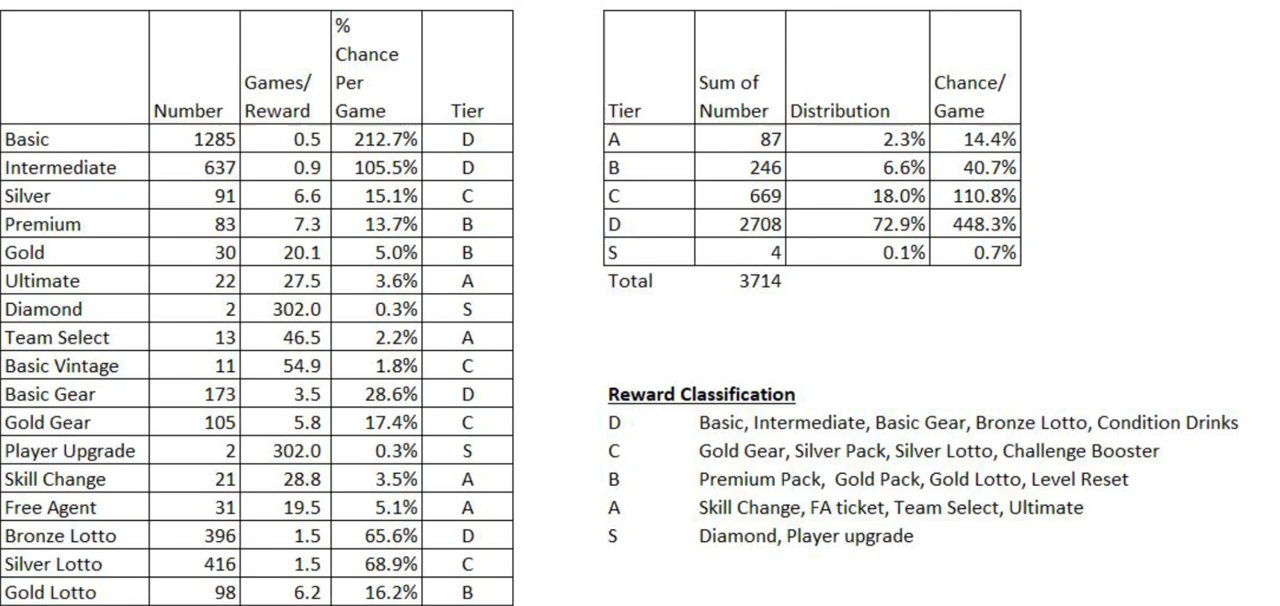 Number Games/ Reward % Chance Per Game Tier
Basic 1285 0.5 212.7% D
Intermediate 637 0.9 105.5% D
Silver 91 6.6 15.1% C
Premium 83 7.3 13.7% B
Gold 30 20.1 5.0% B
Ultimate 22 27.5 3.6% A
Diamond 2 302.0 0.3% S
Team Select 13 46.5 2.2% A
Basic Vintage 11 54.9 1.8% C
Basic Gear 173 3.5 28.6% D
Gold Gear 105 5.8 17.4% C
Player Upgrade 2 302.0 0.3% S
Skill Change 21 28.8 3.5% A
Free Agent 31 19.5 5.1% A
Bronze Lotto 396 1.5 65.6% D
Silver Lotto 416 1.5 68.9% C
Gold Lotto 98 6.2 16.2% B
Tier Sum of Number Distribution Chance/ Game
A 87 2.3% 14.4%
B 246 6.6% 40.7%
C 669 18.0% 110.8%
D 2708 72.9% 448.3%
S 4 0.1% 0.7%
Total 3714
Reward Classification
D Basic, Intermediate, Basic Gear, Bronze Lotto, Condition Drinks
C Gold Gear, Silver Pack, Silver Lotto, Challenge Booster
B Premium Pack, Gold Pack, Gold Lotto, Level Reset
A Skill Change, FA ticket, Team Select, Ultimate
S Diamond, Player upgrade